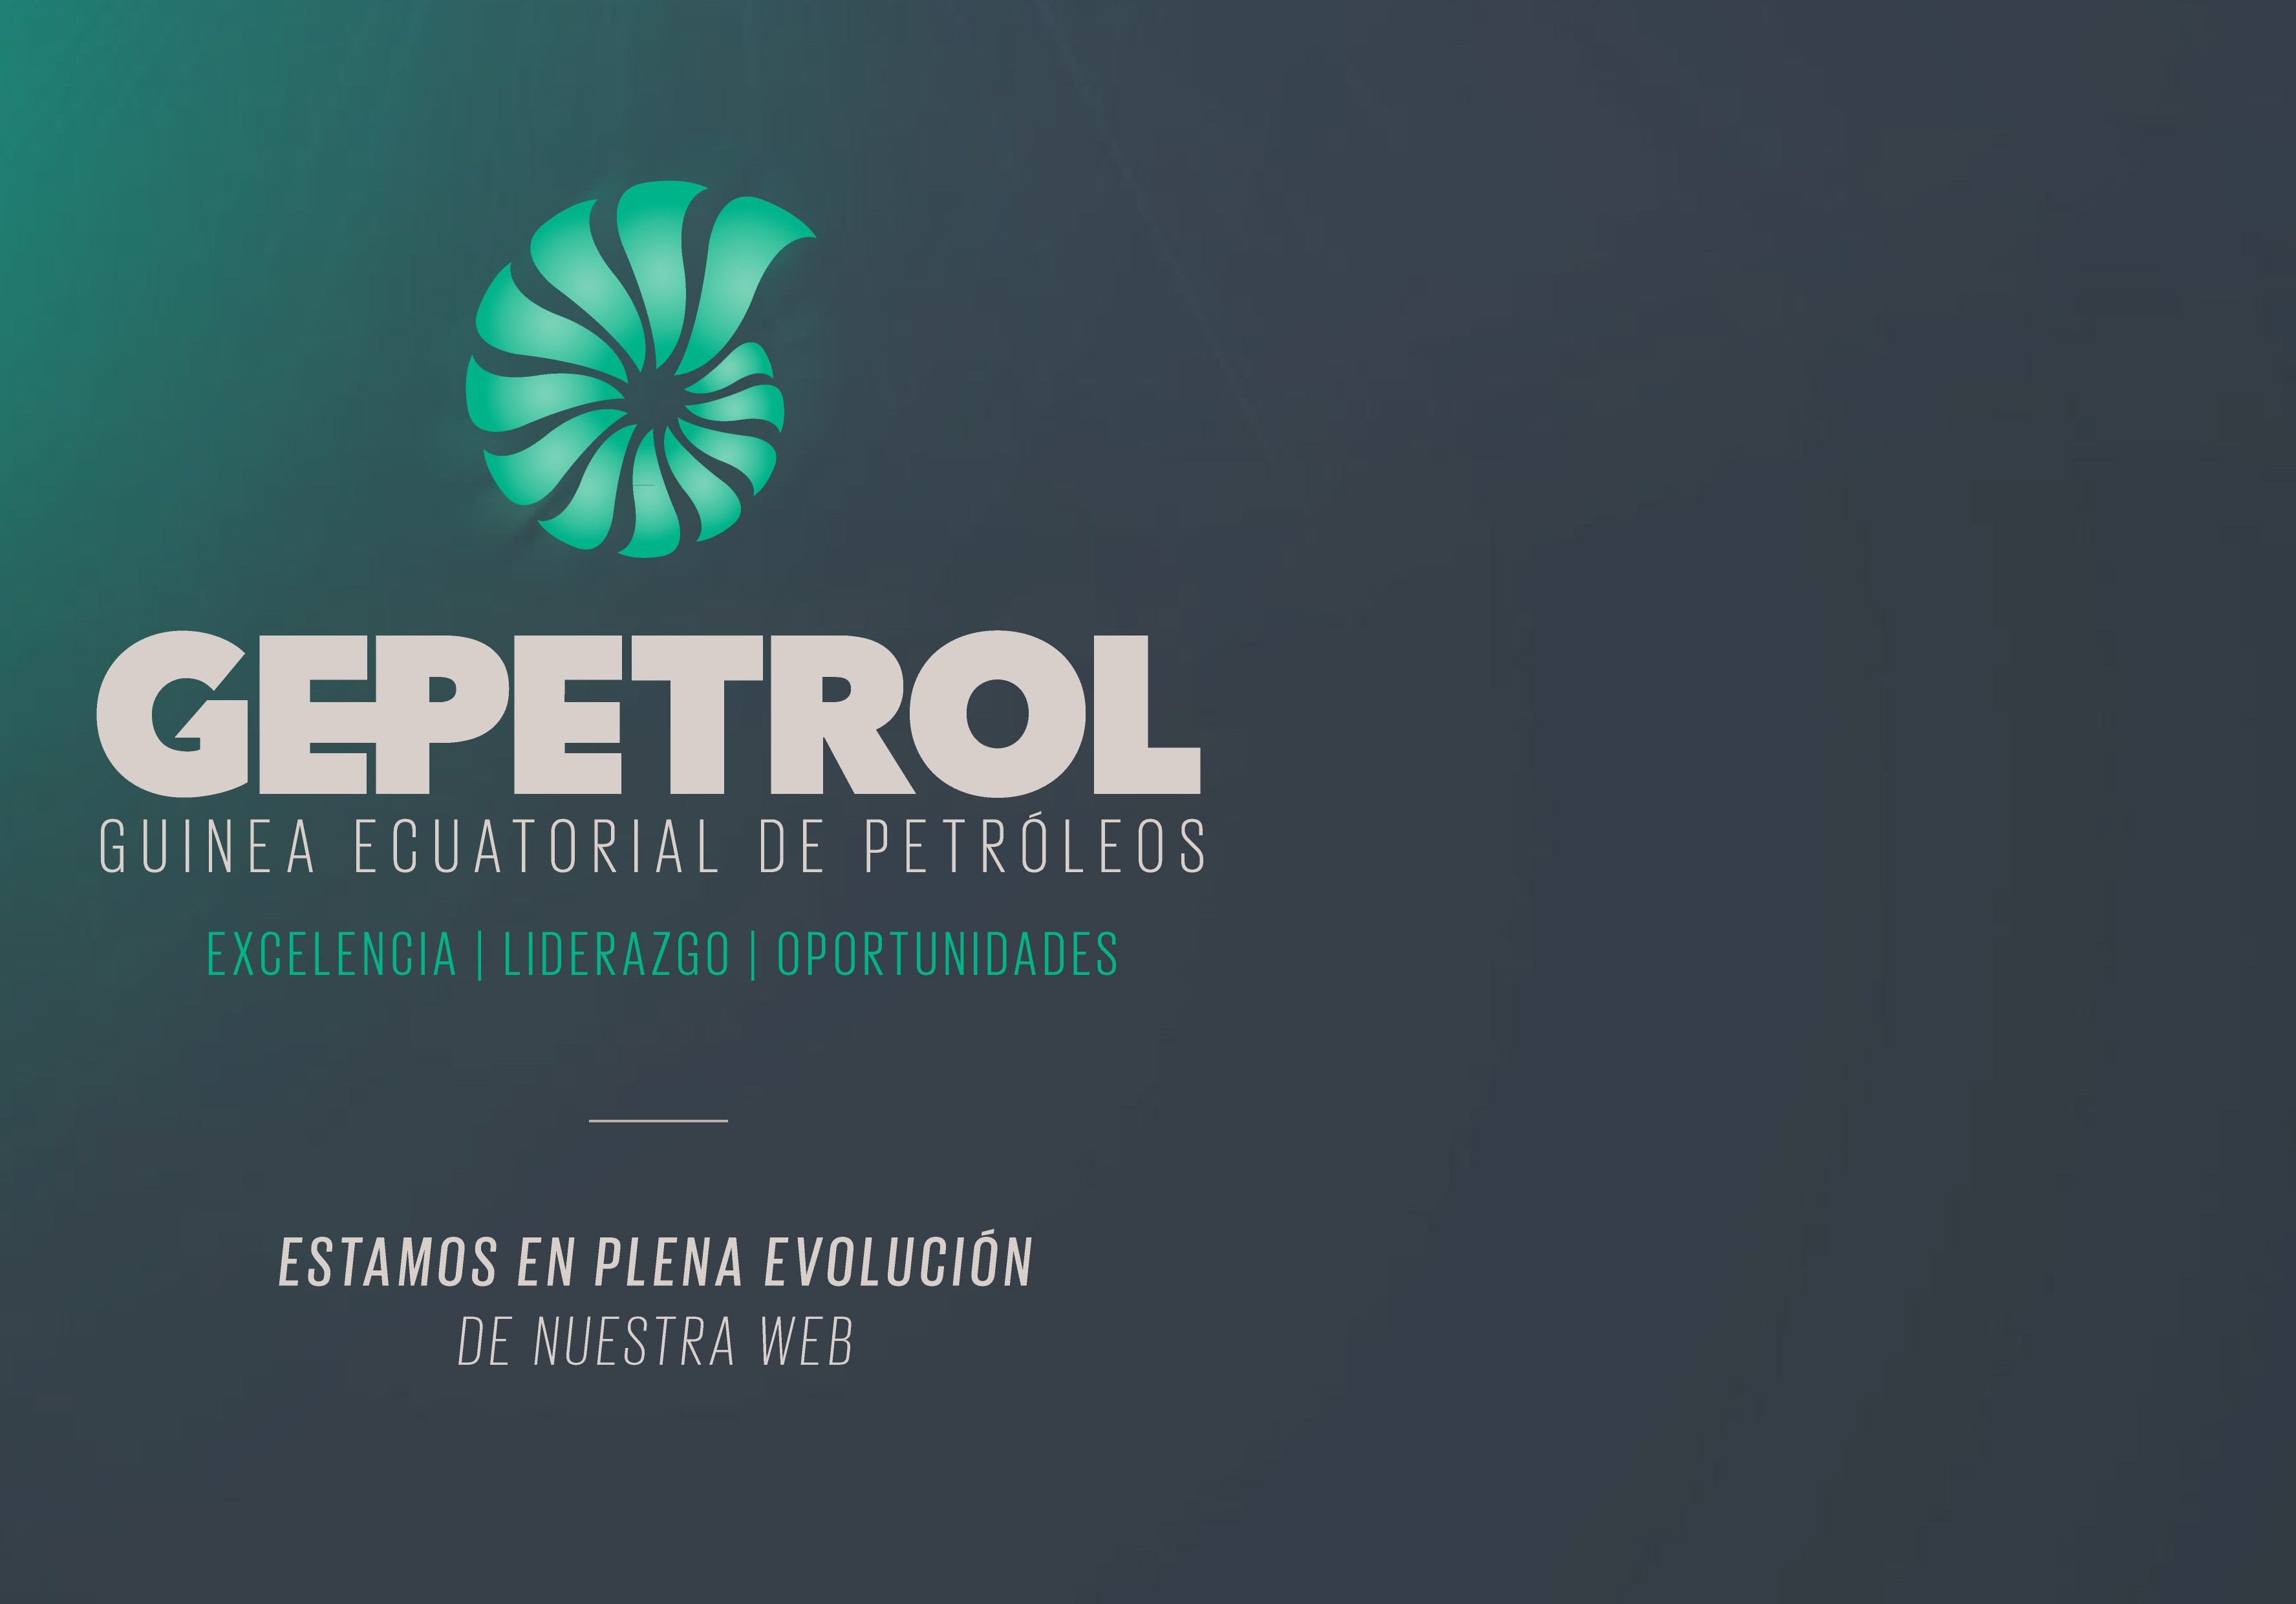 GEPETROL
GUINEA ECUATORIAL DE PETRÓLEOS
EXCELENCIA | LIDERAZGO | OPORTUNIDADES
ESTAMOS EN PLENA EVOLUCIÓN
DE NUESTRA WEB